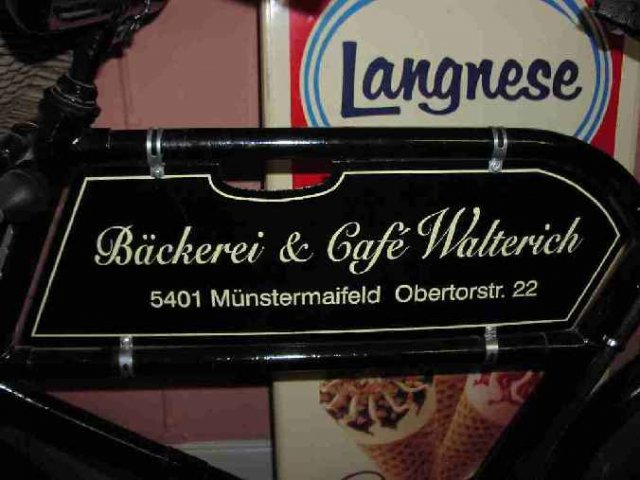 Langnese
Bäckerei & Café Walterich
5401 Münstermaifeld Obertorstr. 22